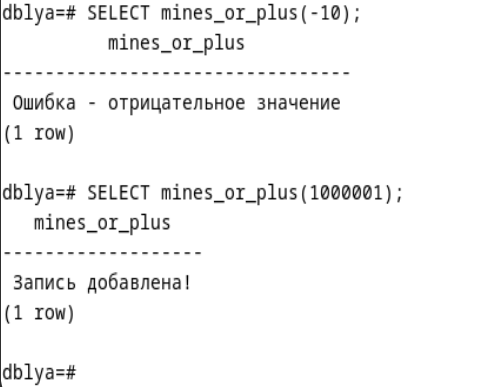 dblya=# SELECT mines_or_plus(-10);
mines_or_plus
---------------------------------
Ошибка - отрицательное значение
(1 row)
dblya=# SELECT mines_or_plus(1000001);
mines_or_plus
-------------------
Запись добавлена!
(1 row)
dblya=#